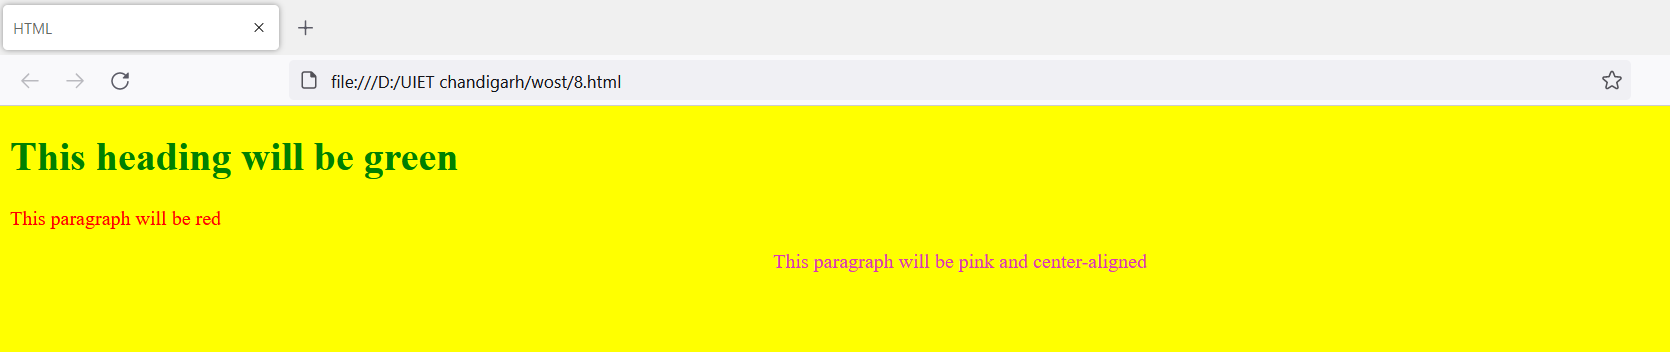 HTML
file:///D:/UIET chandigarh/wost/8.html
This heading will be green
This paragraph will be red
This paragraph will be pink and center-aligned